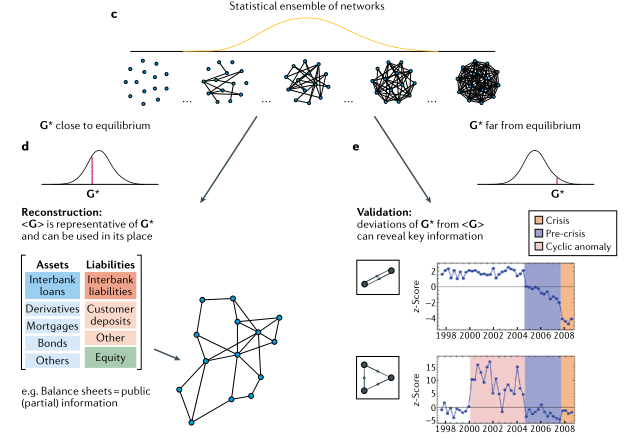 Statistical ensemble of networks
c
... ... ... ...
G* close to equilibrium
G* far from equilibrium
d
e
G*
G*
Reconstruction:
<G> is representative of G*
and can be used in its place
Validation:
deviations of G* from <G>
can reveal key information
Crisis
Pre-crisis
Cyclic anomaly
Assets
Liabilities
Interbank
loans
Interbank
liabilities
Derivatives
Mortgages
Bonds
Others
Customer
deposits
Other
Equity
e.g. Balance sheets = public
(partial) information
z-Score
2
0
−2
−4
1998 2000 2002 2004 2006 2008
z-Score
15
10
5
0
−5
1998 2000 2002 2004 2006 2008